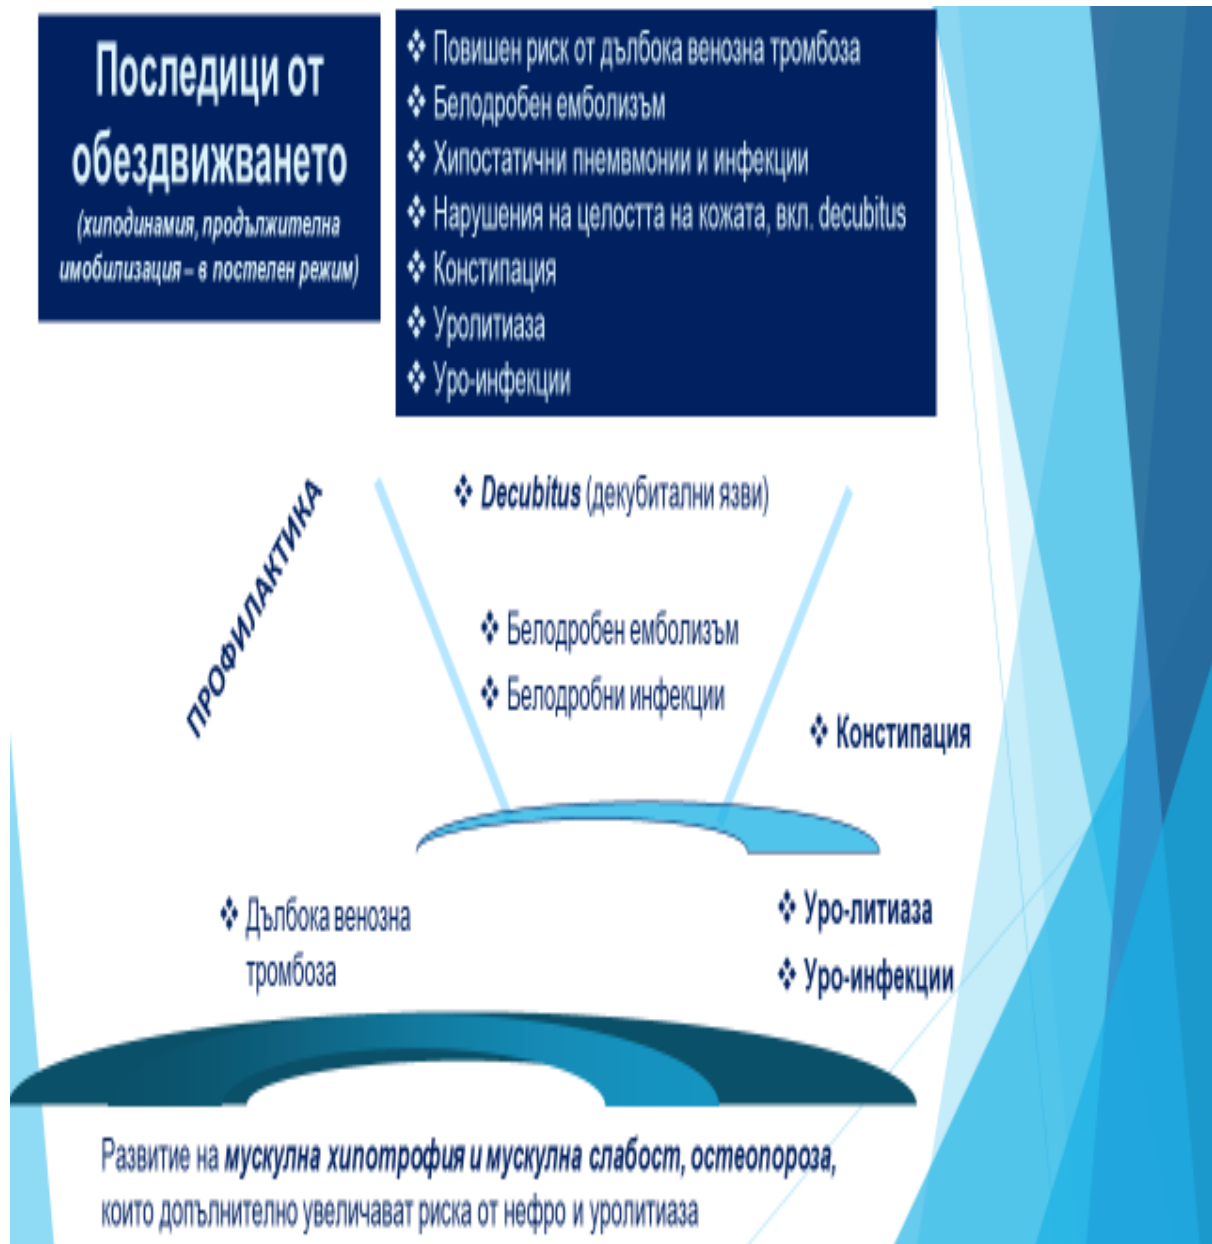 Последици от
обездвижването
(хиподинамия, продължителна
имобилизация – в постелен режим)
❖ Повишен риск от дълбока венозна тромбоза
❖ Белодробен емболизъм
❖ Хипостатични пнемвмонии и инфекции
❖ Нарушения на целостта на кожата, вкл. decubitus
❖ Констипация
❖ Уролитиаза
❖ Уро-инфекции
ПРОФИЛАКТИКА
❖ Decubitus (декубитални язви)
❖ Белодробен емболизъм
❖ Белодробни инфекции
❖ Констипация
❖ Дълбока венозна
тромбоза
❖ Уро-литиаза
❖ Уро-инфекции
Развитие на мускулна хипотрофия и мускулна слабост, остеопороза,
които допълнително увеличават риска от нефро и уролитиаза